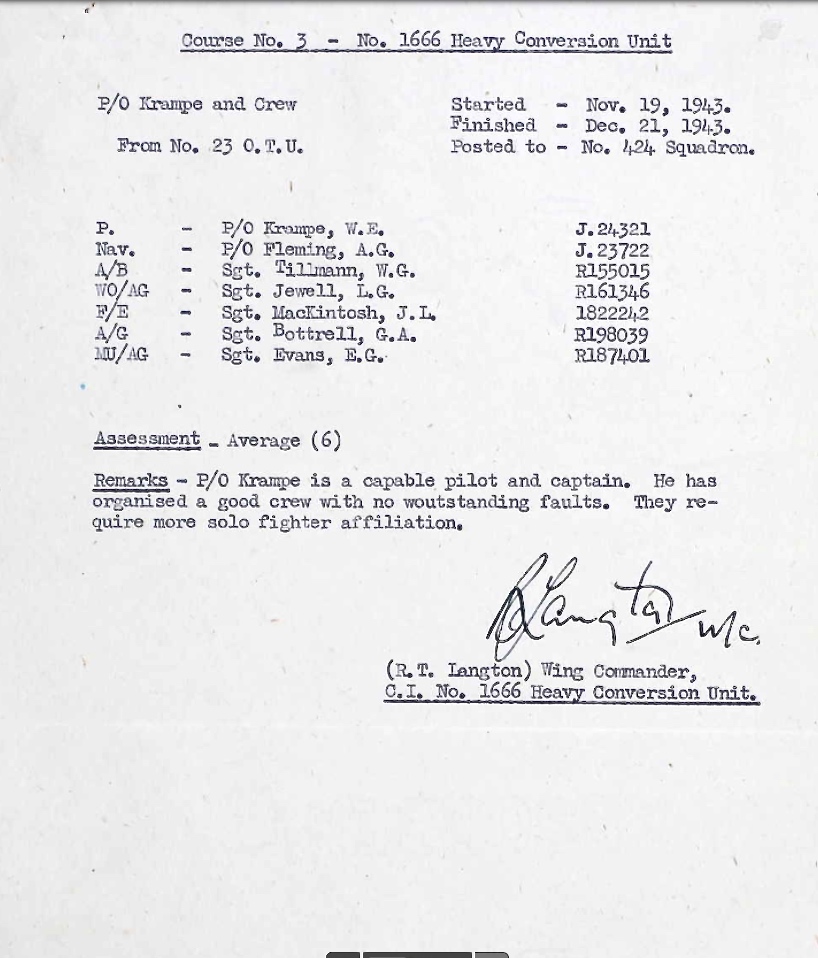 Course No. 3 - No. 1666 Heavy Conversion Unit
P/O Krampe and Crew
Started - Nov. 19, 1943.
Finished - Dec. 21, 1943.
From No. 23 O.T.U.
Posted to - No. 424 Squadron.
P. - P/O Krampe, W.E. J.24321
Nav. - P/O Fleming, A.G. J.23722
A/B - Sgt. Tillmann, W.G. R155015
WO/AG - Sgt. Jewell, L.G. R161346
F/E - Sgt. MacKintosh, J.L. 1822242
A/G - Sgt. Bottrell, G.A. R198039
MU/AG - Sgt. Evans, E.G. R187401
Assessment - Average (6)
Remarks - P/O Krampe is a capable pilot and captain. He has
organised a good crew with no woutstanding faults. They re-
quire more solo fighter affiliation.
R Langton W/C.
(R.T. Langton) Wing Commander,
C.I. No. 1666 Heavy Conversion Unit.